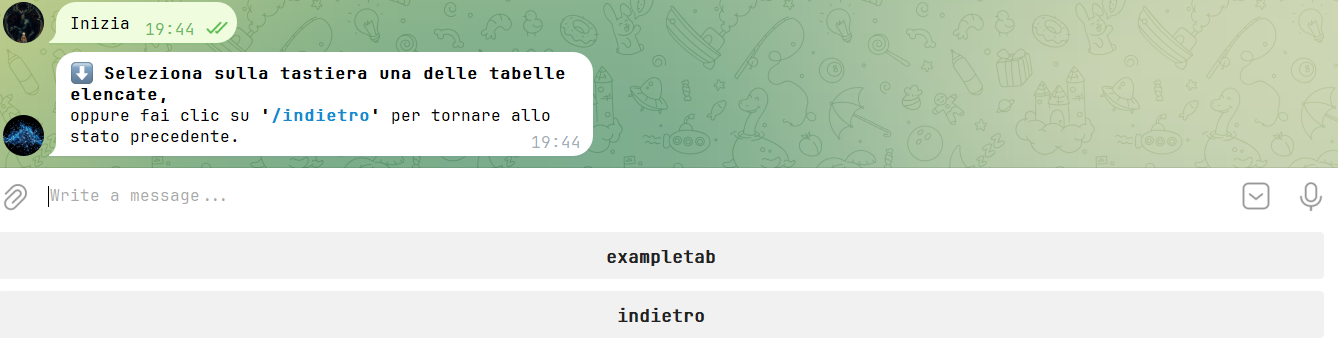 Inizia 19:44
⬇️ Seleziona sulla tastiera una delle tabelle
elencate,
oppure fai clic su '/indietro' per tornare allo
stato precedente. 19:44
Write a message...
exampletab
indietro